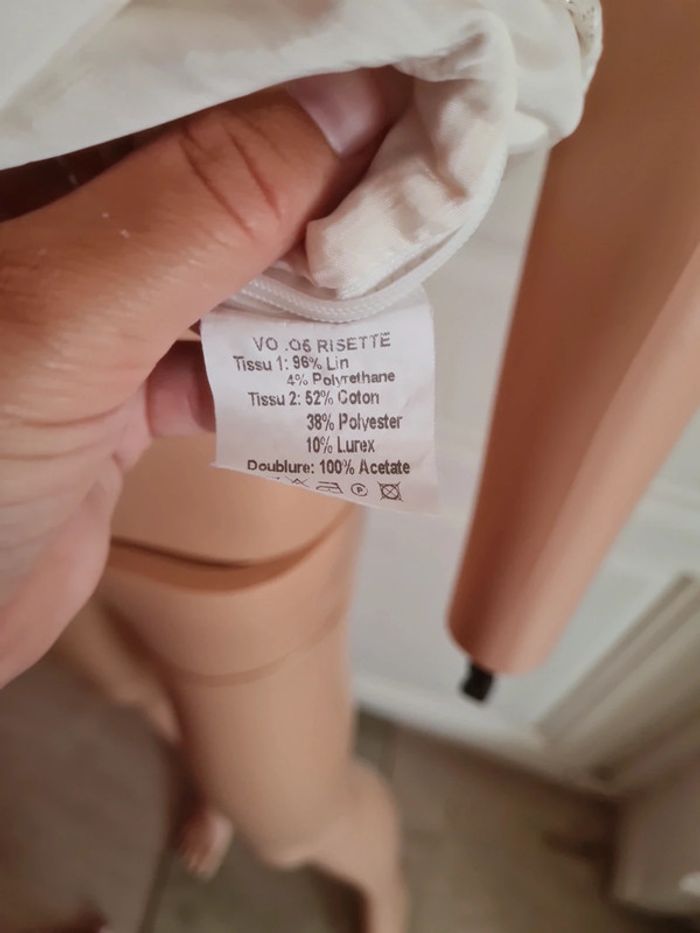 VO .06 RISETTE
Tissu 1: 96% Lin
4% Polyrethane
Tissu 2: 52% Coton
38% Polyester
10% Lurex
Doublure: 100% Acetate